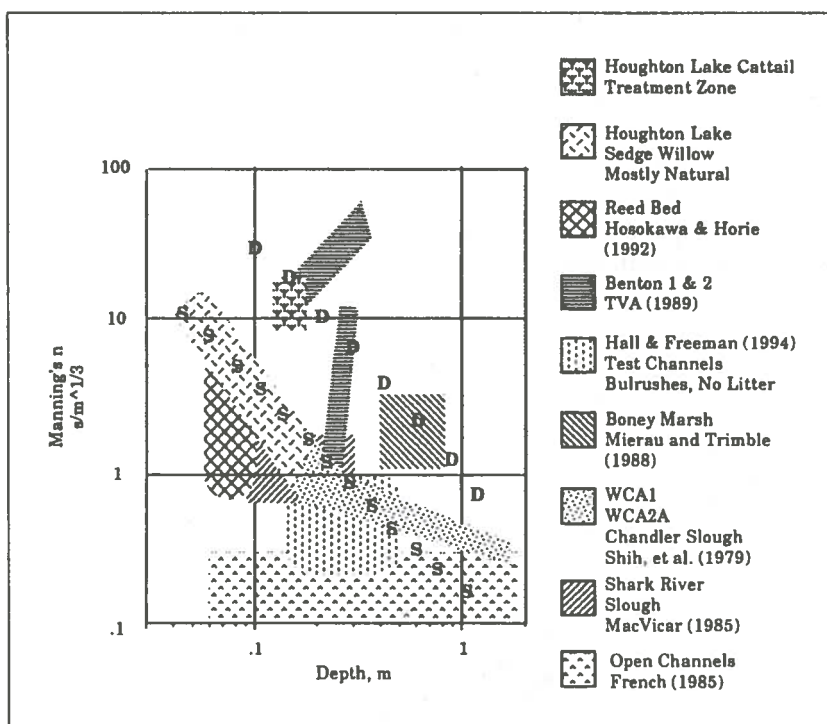 Houghton Lake Cattail
Treatment Zone
Houghton Lake
Sedge Willow
Mostly Natural
Reed Bed
Hosokawa & Horie
(1992)
Benton 1 & 2
TVA (1989)
Hall & Freeman (1994)
Test Channels
Bulrushes, No Litter
Boney Marsh
Mierau and Trimble
(1988)
WCA1
WCA2A
Chandler Slough
Shih, et al. (1979)
Shark River
Slough
MacVicar (1985)
Open Channels
French (1985)
100
10
1
.1
Manning's n
s/m^1/3
D
D
D
D
D
D
D
D
S
S
S
S
S
S
S
S
S
S
S
S
S
.1
1
Depth, m